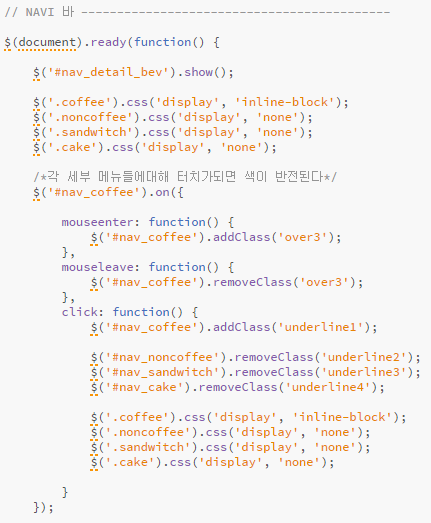 // NAVI 바 -------------------------------------------
$(document).ready(function() {
$('#nav_detail_bev').show();
$('.coffee').css('display', 'inline-block');
$('.noncoffee').css('display', 'none');
$('.sandwitch').css('display', 'none');
$('.cake').css('display', 'none');
/*각 세부 메뉴들에대해 터치가되면 색이 반전된다*/
$('#nav_coffee').on({
mouseenter: function() {
$('#nav_coffee').addClass('over3');
},
mouseleave: function() {
$('#nav_coffee').removeClass('over3');
},
click: function() {
$('#nav_coffee').addClass('underline1');
$('#nav_noncoffee').removeClass('underline2');
$('#nav_sandwitch').removeClass('underline3');
$('#nav_cake').removeClass('underline4');
$('.coffee').css('display', 'inline-block');
$('.noncoffee').css('display', 'none');
$('.sandwitch').css('display', 'none');
$('.cake').css('display', 'none');
}
});